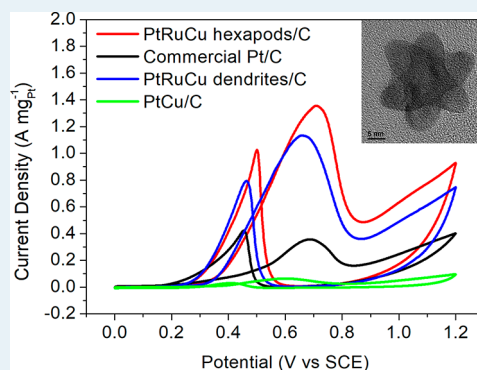 2.0
1.8
1.6
1.4
1.2
1.0
0.8
0.6
0.4
0.2
0.0
-0.2
Current Density (A mg⁻¹Pt)
PtRuCu hexapods/C
Commercial Pt/C
PtRuCu dendrites/C
PtCu/C
5 nm
0.0 0.2 0.4 0.6 0.8 1.0 1.2
Potential (V vs SCE)